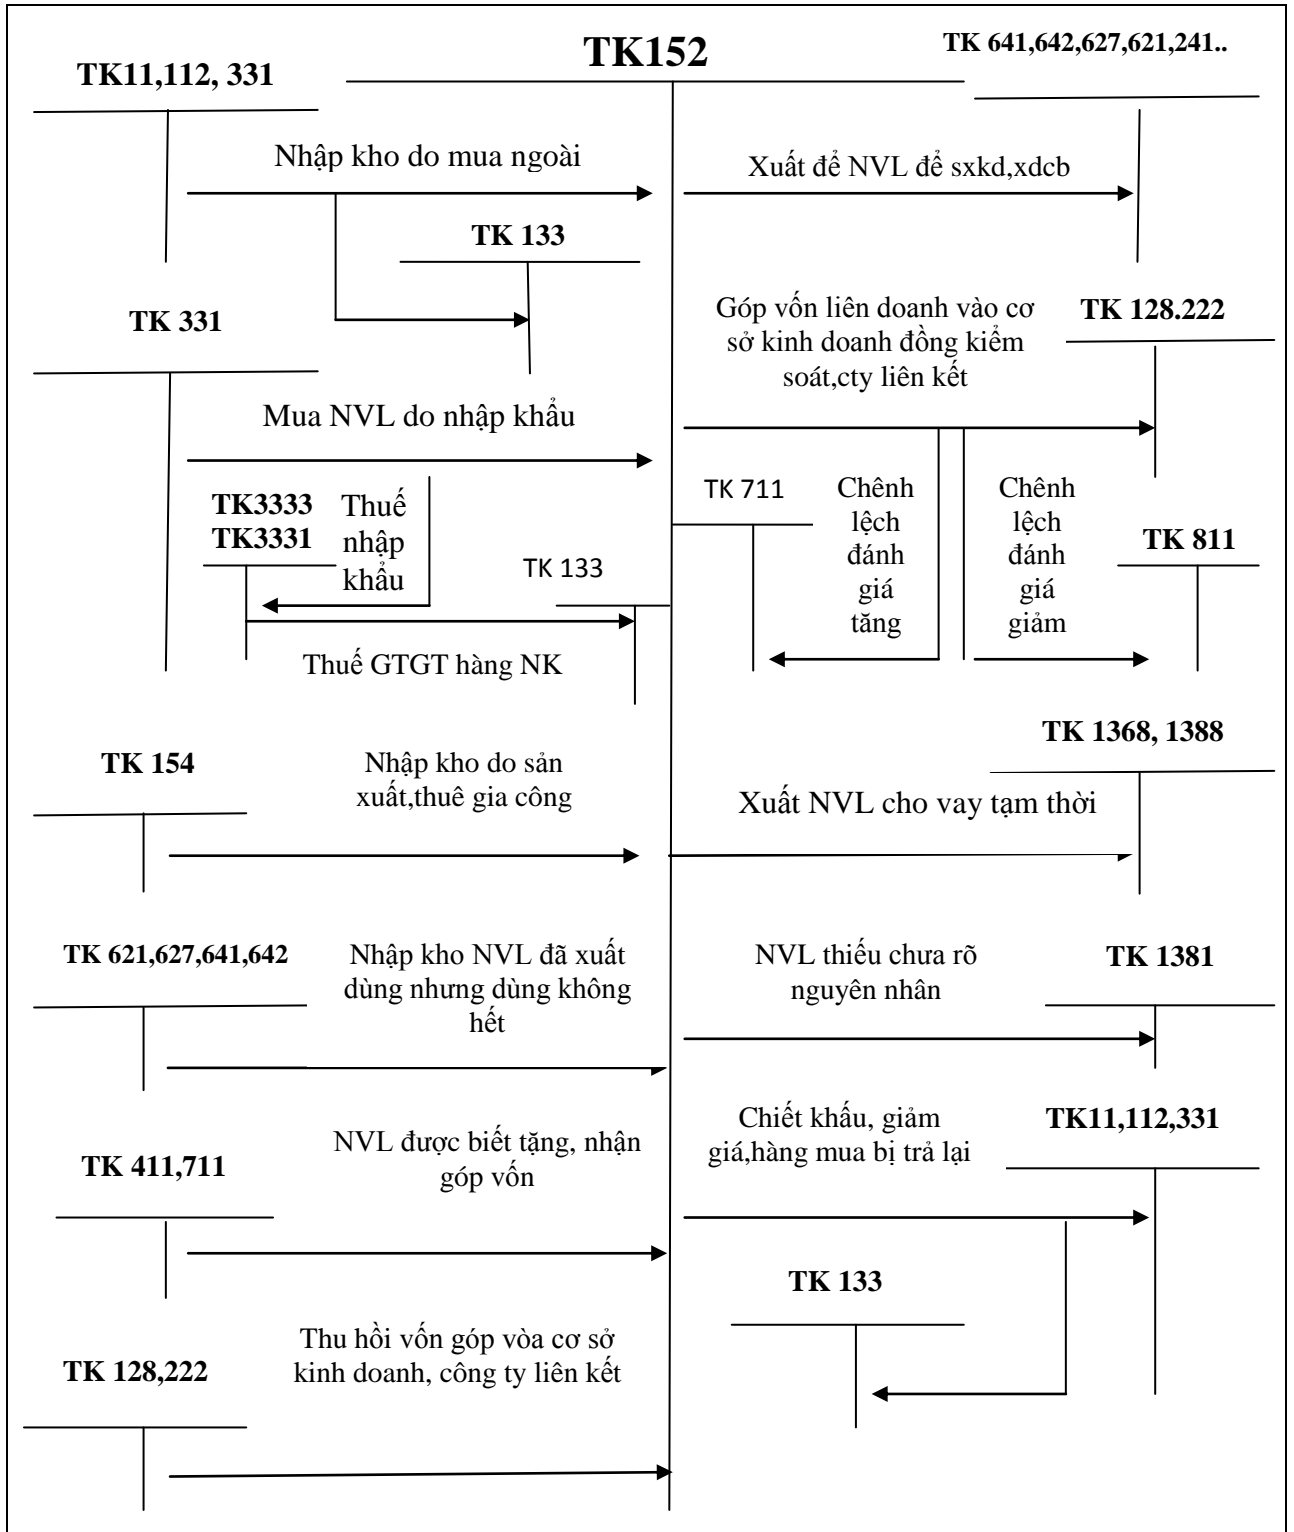 TK152
TK 641,642,627,621,241..
TK11,112, 331
Nhập kho do mua ngoài
Xuất để NVL để sxkd,xdcb
TK 133
TK 331
Góp vốn liên doanh vào cơ
sở kinh doanh đồng kiểm
soát,cty liên kết
TK 128.222
Mua NVL do nhập khẩu
TK3333
TK3331
Thuế
nhập
khẩu
TK 133
Thuế GTGT hàng NK
TK 711
Chênh
lệch
đánh
giá
tăng
Chênh
lệch
đánh
giá
giảm
TK 811
TK 154
Nhập kho do sản
xuất,thuê gia công
Xuất NVL cho vay tạm thời
TK 1368, 1388
TK 621,627,641,642
Nhập kho NVL đã xuất
dùng nhưng dùng không
hết
NVL thiếu chưa rõ
nguyên nhân
TK 1381
TK 411,711
NVL được biết tặng, nhận
góp vốn
Chiết khấu, giảm
giá,hàng mua bị trả lại
TK11,112,331
TK 133
TK 128,222
Thu hồi vốn góp vòa cơ sở
kinh doanh, công ty liên kết